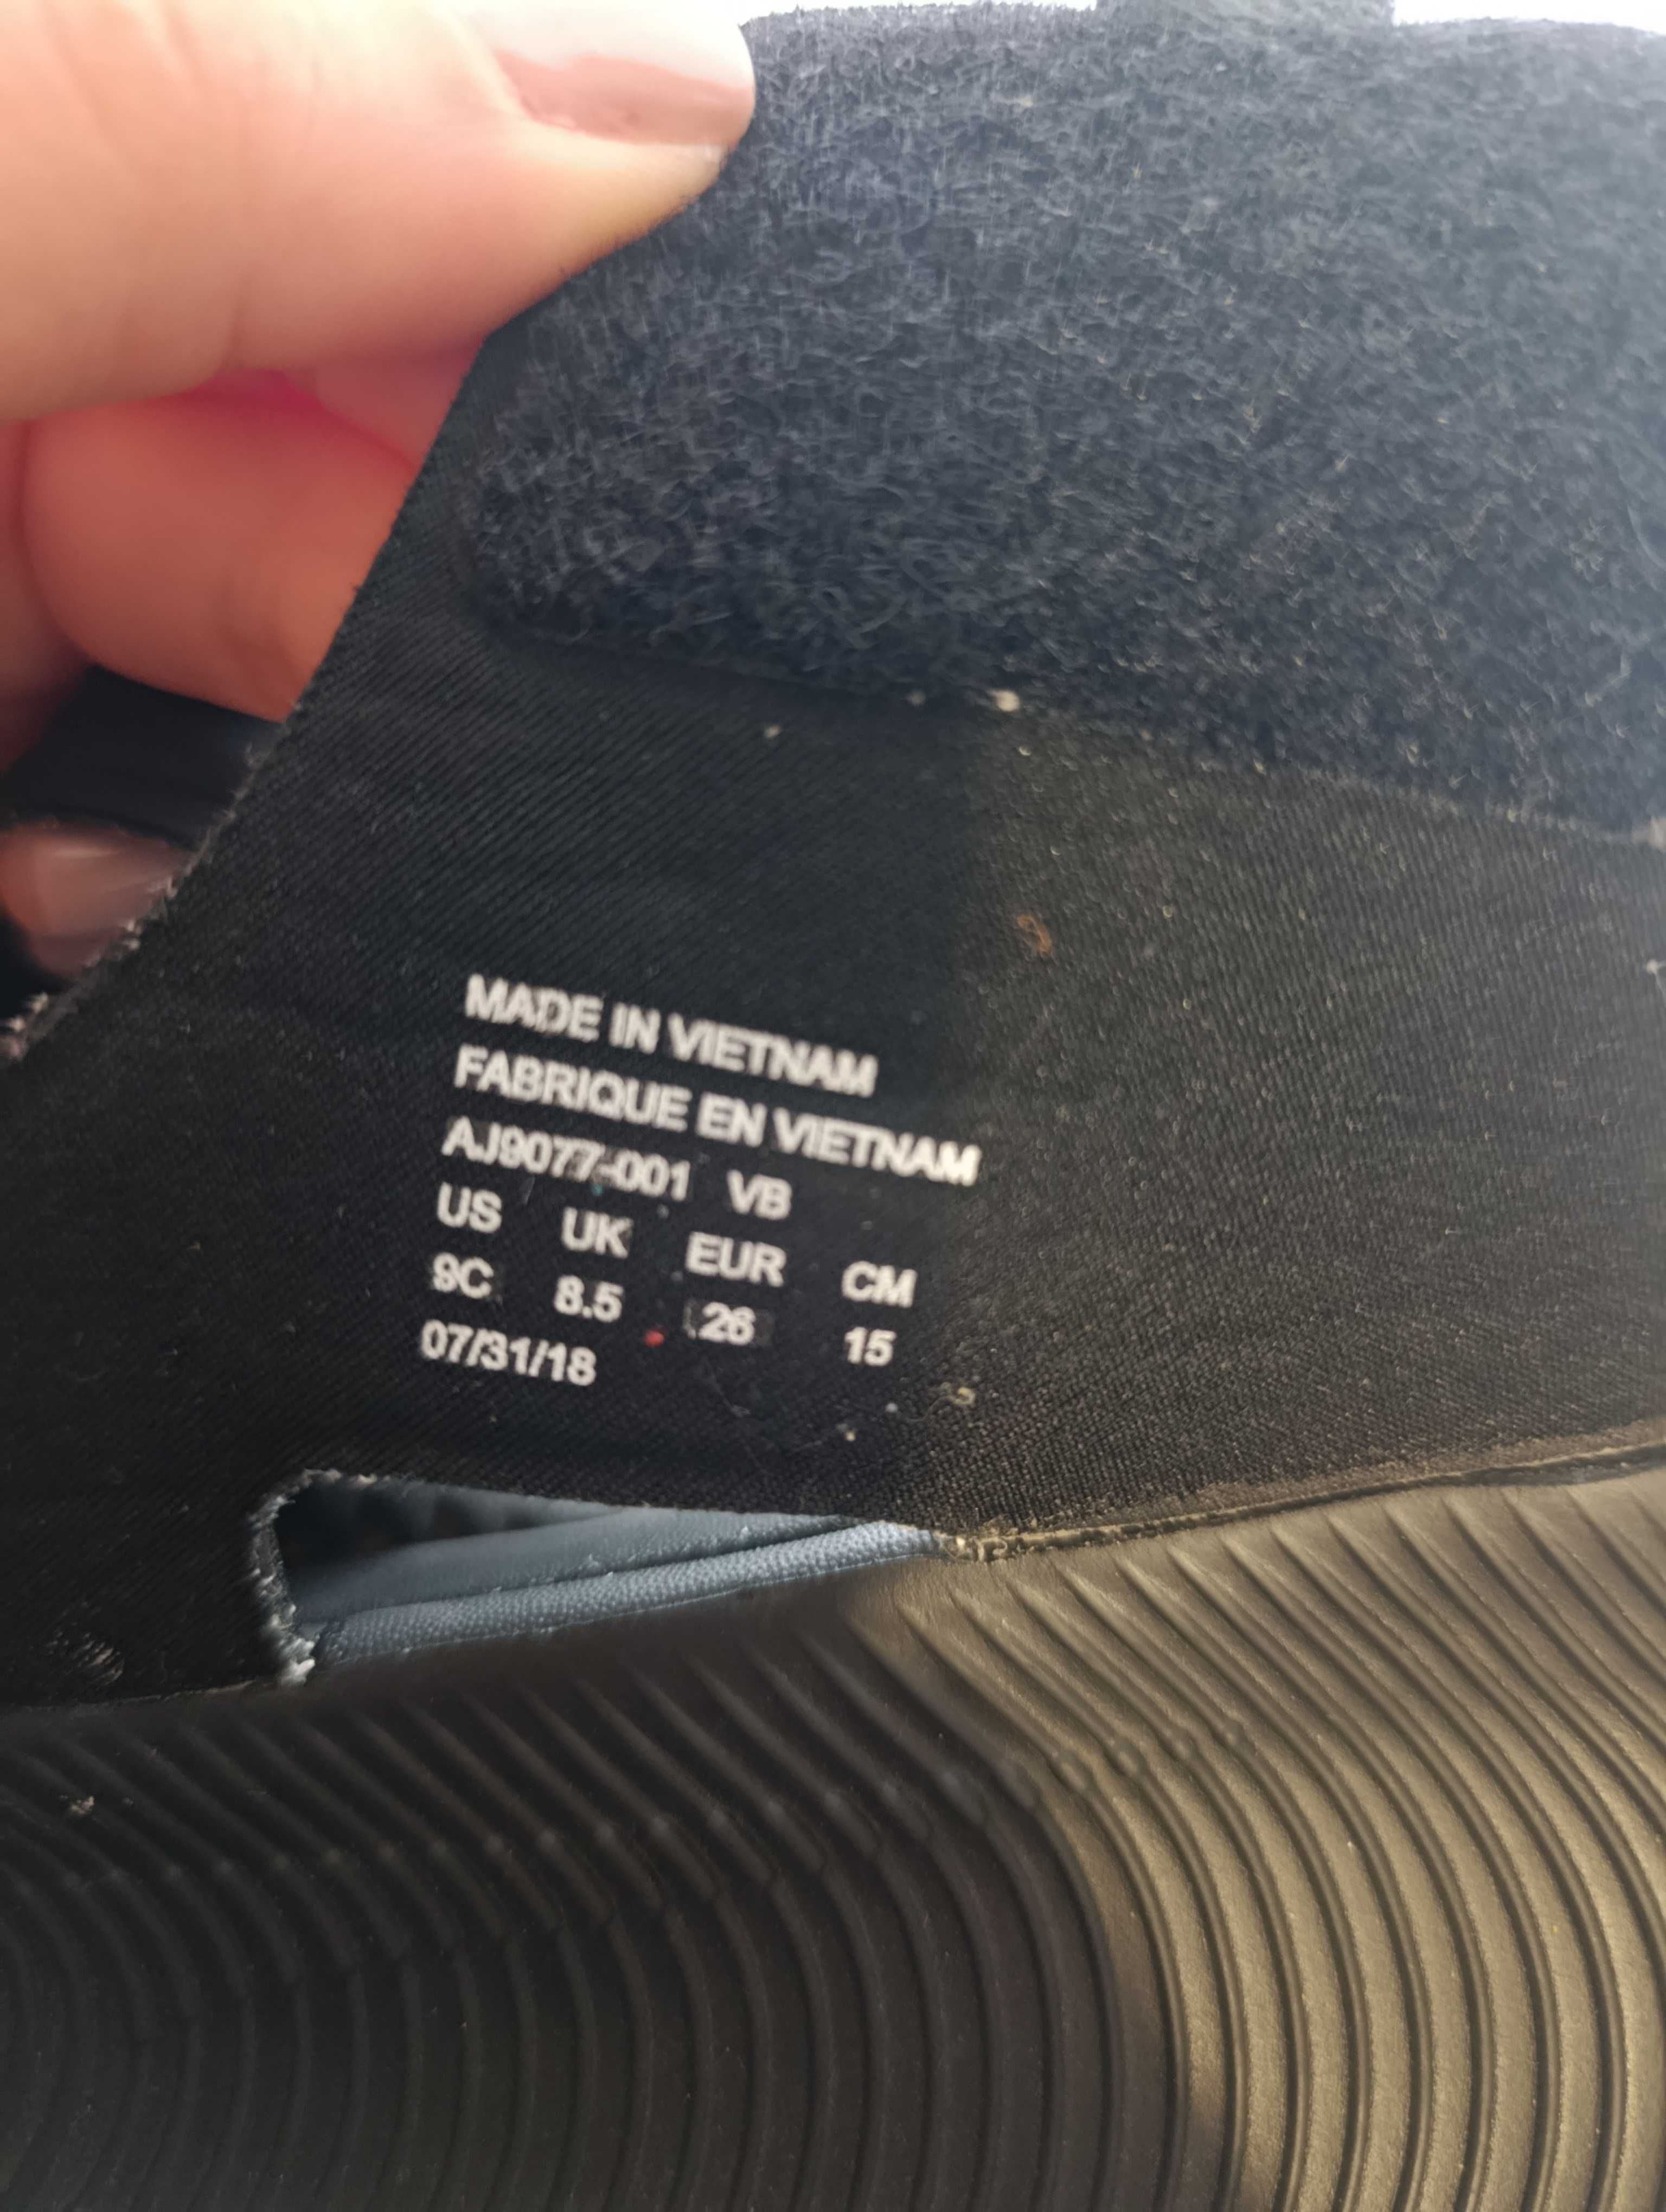 MADE IN VIETNAM
FABRIQUE EN VIETNAM
AJ9077-001 VB
US UK EUR CM
9C 8.5 26 15
07/31/18